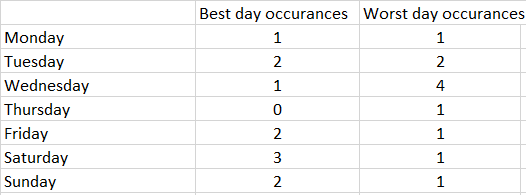 Best day occurances Worst day occurances
Monday 1 1
Tuesday 2 2
Wednesday 1 4
Thursday 0 1
Friday 2 1
Saturday 3 1
Sunday 2 1